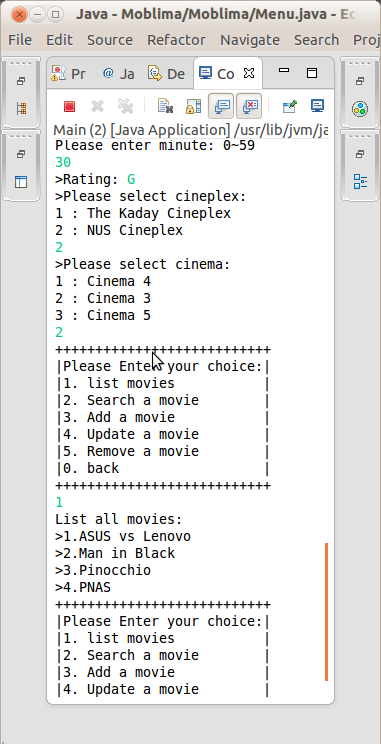 Java - Moblima/Moblima/Menu.java - Ec
File Edit Source Refactor Navigate Search Proj
Pr Ja De Co
Main (2) [Java Application] /usr/lib/jvm/ja
Please enter minute: 0~59
30
>Rating: G
>Please select cineplex:
1 : The Kaday Cineplex
2 : NUS Cineplex
2
>Please select cinema:
1 : Cinema 4
2 : Cinema 3
3 : Cinema 5
2
+++++++++++++++++++++++++++
|Please Enter your choice:|
|1. list movies           |
|2. Search a movie        |
|3. Add a movie           |
|4. Update a movie        |
|5. Remove a movie        |
|0. back                  |
+++++++++++++++++++++++++++
1
List all movies:
>1.ASUS vs Lenovo
>2.Man in Black
>3.Pinocchio
>4.PNAS
+++++++++++++++++++++++++++
|Please Enter your choice:|
|1. list movies           |
|2. Search a movie        |
|3. Add a movie           |
|4. Update a movie        |